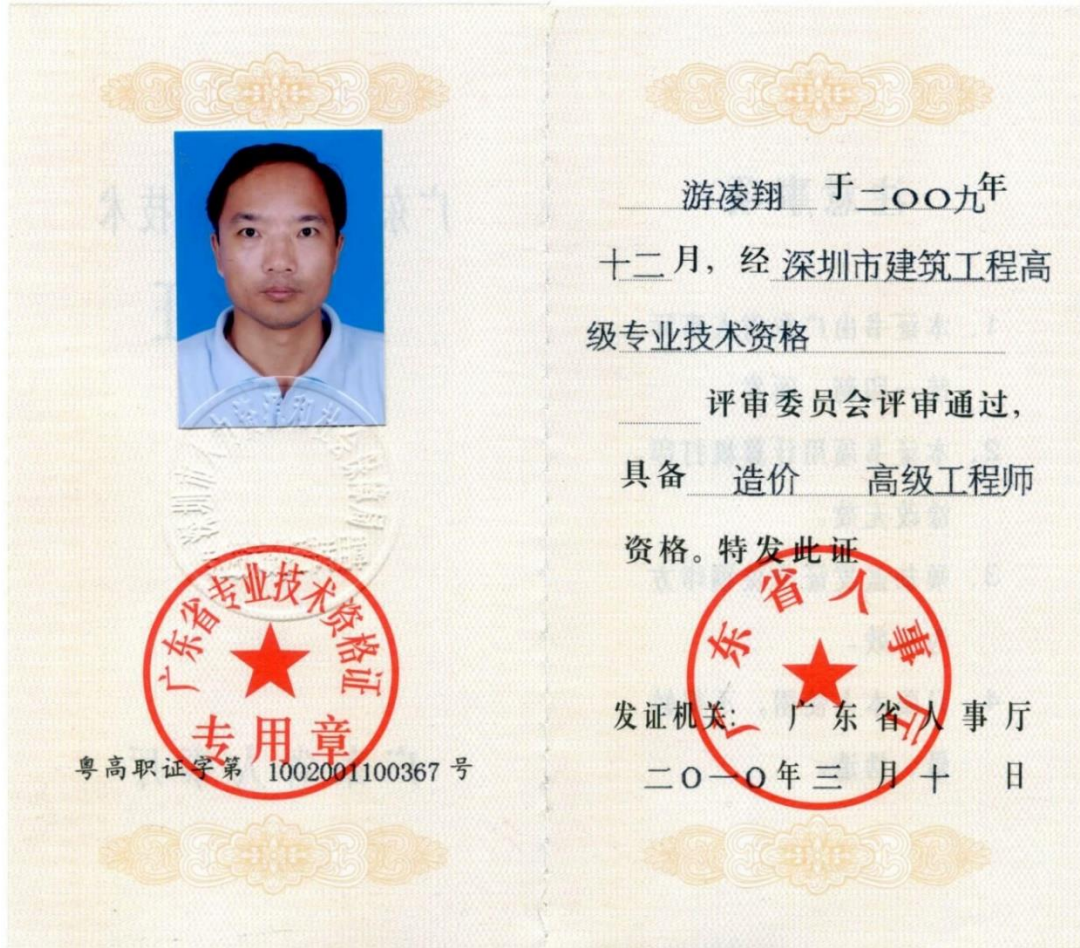 广东省专业技术资格证
专用章
粤高职证字第 1002001100367 号
游凌翔 于二〇〇九年
十二月，经深圳市建筑工程高
级专业技术资格
评审委员会评审通过，
具备 造价 高级工程师
资格。特发此证
广东省人事厅
发证机关： 广东省人事厅
二〇一〇年三月十日